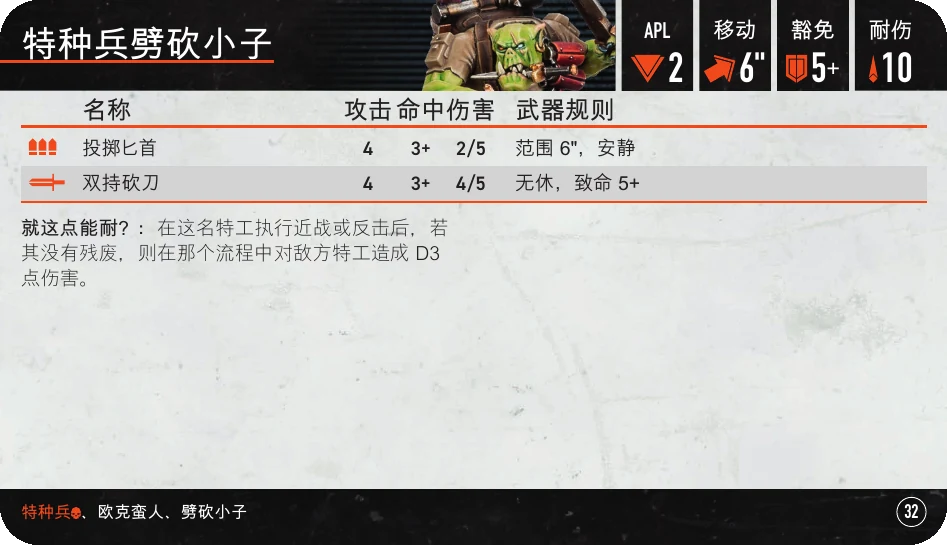 特种兵劈砍小子
APL 移动 豁免 耐伤
2 6" 5+ 10
名称 攻击 命中 伤害 武器规则
投掷匕首 4 3+ 2/5 范围 6"，安静
双持砍刀 4 3+ 4/5 无休，致命 5+
就这点能耐？： 在这名特工执行近战或反击后，若
其没有残废，则在那个流程中对敌方特工造成 D3
点伤害。
特种兵、欧克蛮人、劈砍小子
32